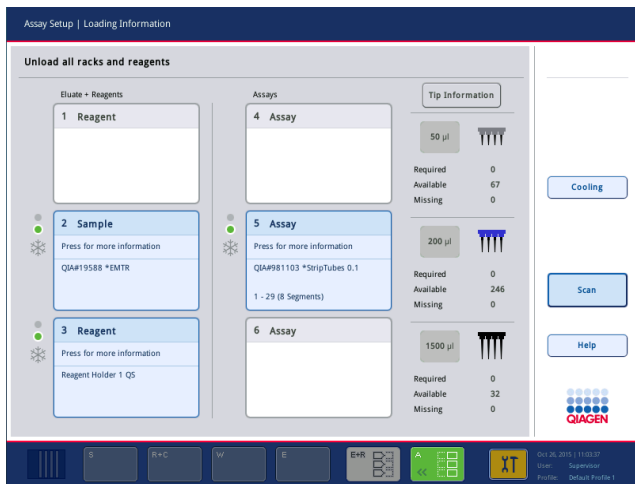 Assay Setup | Loading Information
Unload all racks and reagents
Eluate + Reagents
Assays
Tip Information
1 Reagent
4 Assay
50 µl
Required 0
Available 67
Missing 0
Cooling
2 Sample
Press for more information
QIA#19588 *EMTR
5 Assay
Press for more information
QIA#981103 *StripTubes 0.1
1 - 29 (8 Segments)
200 µl
Required 0
Available 246
Missing 0
Scan
3 Reagent
Press for more information
Reagent Holder 1 QS
6 Assay
1500 µl
Required 0
Available 32
Missing 0
Help
QIAGEN
S
R+C
W
E
E+R
A
Oct 26, 2015 | 11:03:37
User: Supervisor
Profile: Default Profile 1